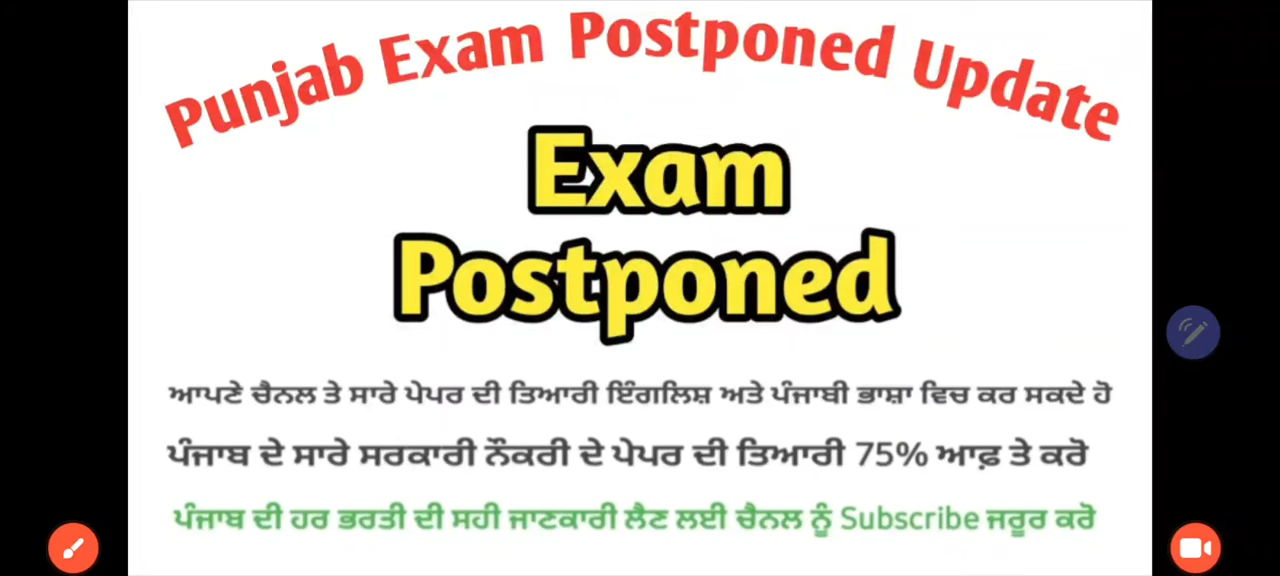 Punjab Exam Postponed Update
Exam
Postponed
ਆਪਣੇ ਚੈਨਲ ਤੇ ਸਾਰੇ ਪੇਪਰ ਦੀ ਤਿਆਰੀ ਇੰਗਲਿਸ਼ ਅਤੇ ਪੰਜਾਬੀ ਭਾਸ਼ਾ ਵਿਚ ਕਰ ਸਕਦੇ ਹੋ
ਪੰਜਾਬ ਦੇ ਸਾਰੇ ਸਰਕਾਰੀ ਨੌਕਰੀ ਦੇ ਪੇਪਰ ਦੀ ਤਿਆਰੀ 75% ਆਫ਼ ਤੇ ਕਰੋ
ਪੰਜਾਬ ਦੀ ਹਰ ਭਰਤੀ ਦੀ ਸਹੀ ਜਾਣਕਾਰੀ ਲੈਣ ਲਈ ਚੈਨਲ ਨੂੰ Subscribe ਜਰੂਰ ਕਰੋ